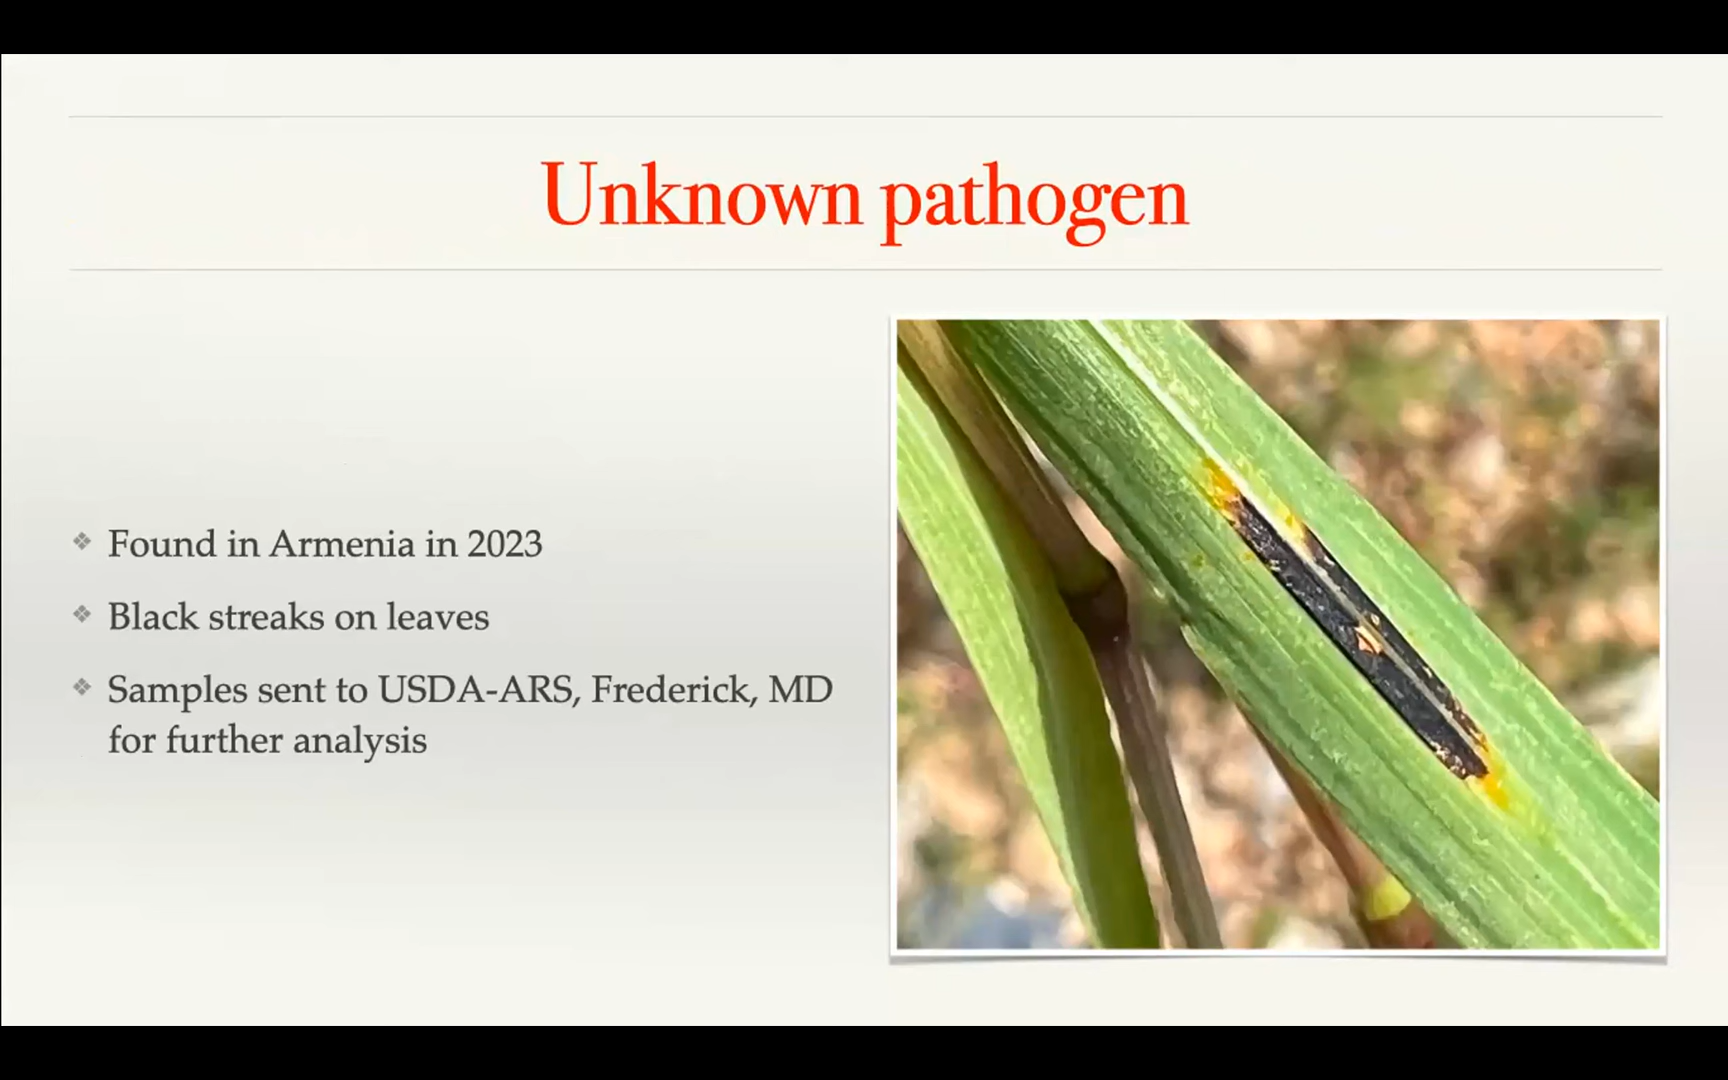 Unknown pathogen
Found in Armenia in 2023
Black streaks on leaves
Samples sent to USDA-ARS, Frederick, MD
for further analysis